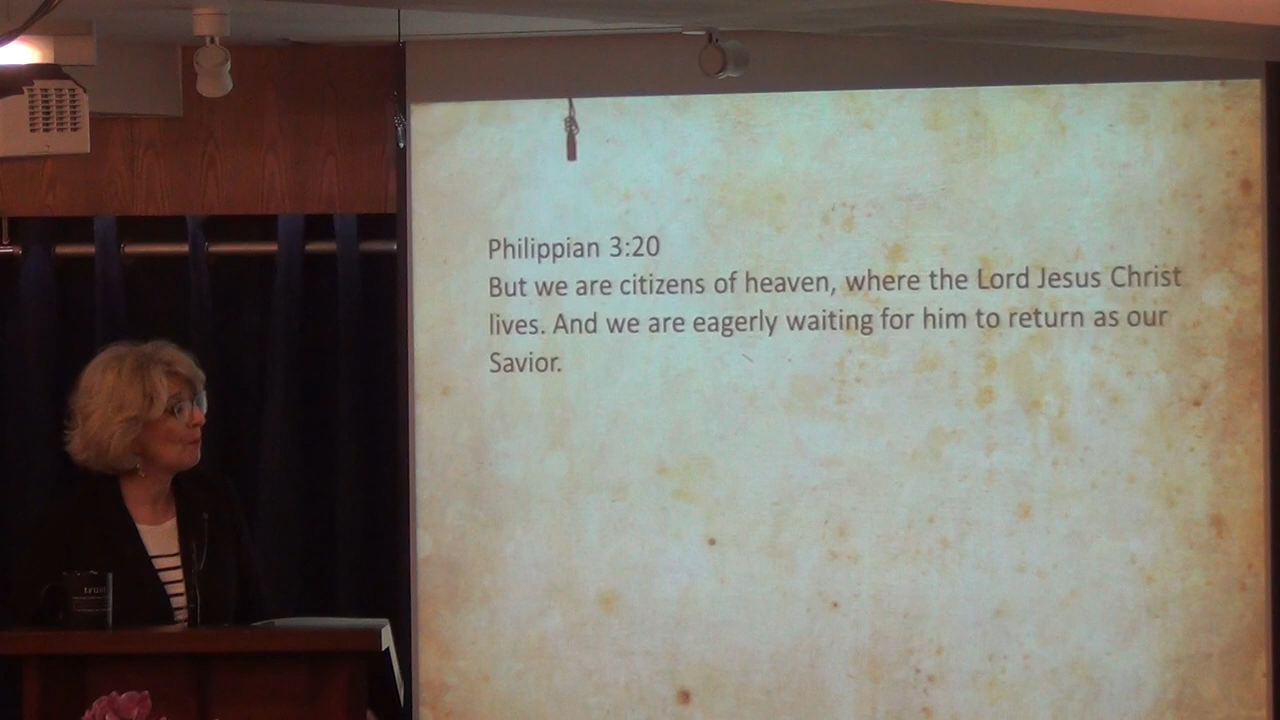 Philippian 3:20
But we are citizens of heaven, where the Lord Jesus Christ
lives. And we are eagerly waiting for him to return as our
Savior.
trust